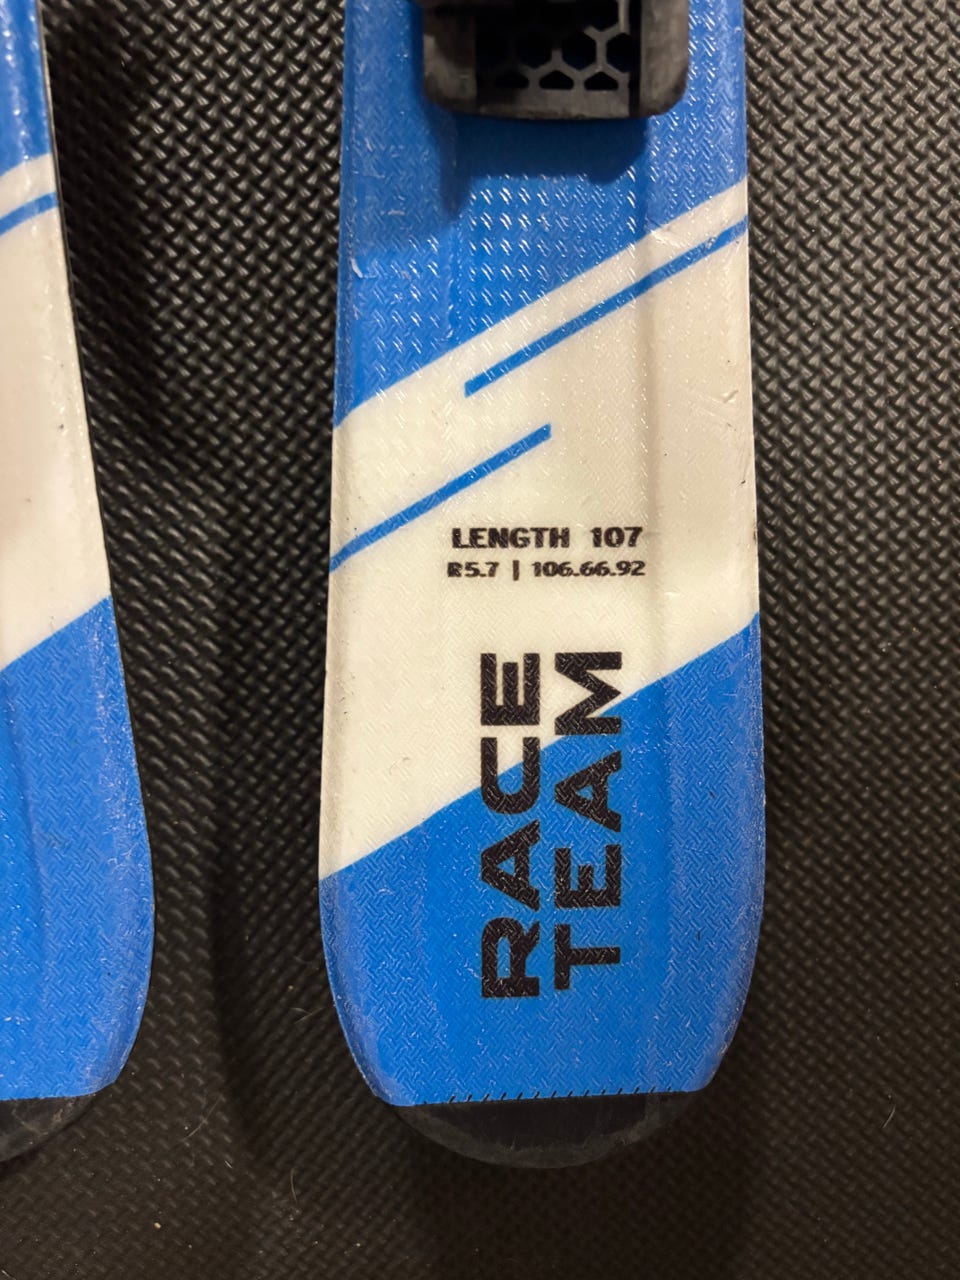 LENGTH 107
R5.7 | 106.66.92
RACE
TEAM